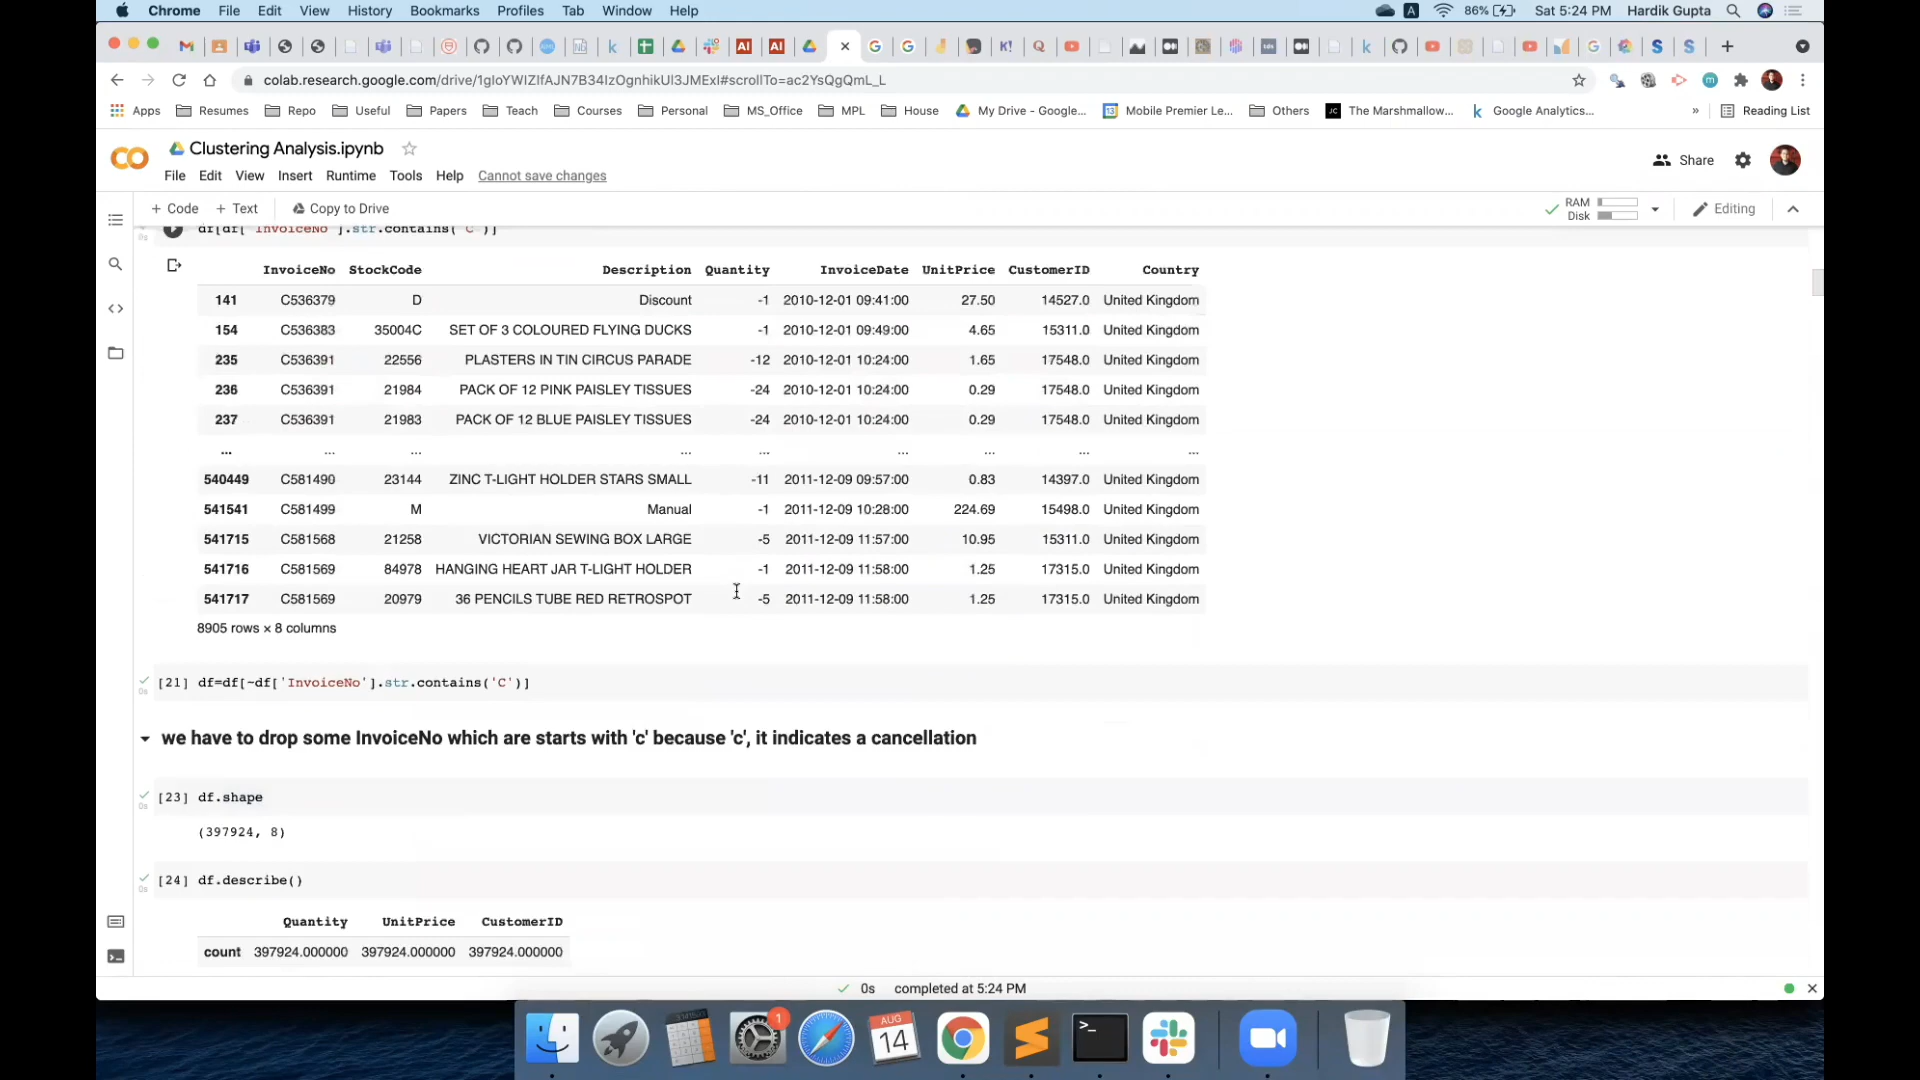 Chrome File Edit View History Bookmarks Profiles Tab Window Help 86% Sat 5:24 PM Hardik Gupta
colab.research.google.com/drive/1gIoYWIZIfAJN7B34IzOgnhikUl3JMExI#scrollTo=ac2YsQgQmL_L
Apps Resumes Repo Useful Papers Teach Courses Personal MS_Office MPL House My Drive - Google... Mobile Premier Le... Others The Marshmallow... Google Analytics... » Reading List
Clustering Analysis.ipynb
Share
File Edit View Insert Runtime Tools Help Cannot save changes
+ Code + Text Copy to Drive RAM Disk Editing
df[df['InvoiceNo'].str.contains('C')]
InvoiceNo StockCode Description Quantity InvoiceDate UnitPrice CustomerID Country
141 C536379 D Discount -1 2010-12-01 09:41:00 27.50 14527.0 United Kingdom
154 C536383 35004C SET OF 3 COLOURED FLYING DUCKS -1 2010-12-01 09:49:00 4.65 15311.0 United Kingdom
235 C536391 22556 PLASTERS IN TIN CIRCUS PARADE -12 2010-12-01 10:24:00 1.65 17548.0 United Kingdom
236 C536391 21984 PACK OF 12 PINK PAISLEY TISSUES -24 2010-12-01 10:24:00 0.29 17548.0 United Kingdom
237 C536391 21983 PACK OF 12 BLUE PAISLEY TISSUES -24 2010-12-01 10:24:00 0.29 17548.0 United Kingdom
... ... ... ... ... ... ... ... ...
540449 C581490 23144 ZINC T-LIGHT HOLDER STARS SMALL -11 2011-12-09 09:57:00 0.83 14397.0 United Kingdom
541541 C581499 M Manual -1 2011-12-09 10:28:00 224.69 15498.0 United Kingdom
541715 C581568 21258 VICTORIAN SEWING BOX LARGE -5 2011-12-09 11:57:00 10.95 15311.0 United Kingdom
541716 C581569 84978 HANGING HEART JAR T-LIGHT HOLDER -1 2011-12-09 11:58:00 1.25 17315.0 United Kingdom
541717 C581569 20979 36 PENCILS TUBE RED RETROSPOT -5 2011-12-09 11:58:00 1.25 17315.0 United Kingdom
8905 rows × 8 columns
[21] df=df[~df['InvoiceNo'].str.contains('C')]
0s
we have to drop some InvoiceNo which are starts with 'c' because 'c', it indicates a cancellation
[23] df.shape
0s
(397924, 8)
[24] df.describe()
0s
Quantity UnitPrice CustomerID
count 397924.000000 397924.000000 397924.000000
0s completed at 5:24 PM
1
AUG
14